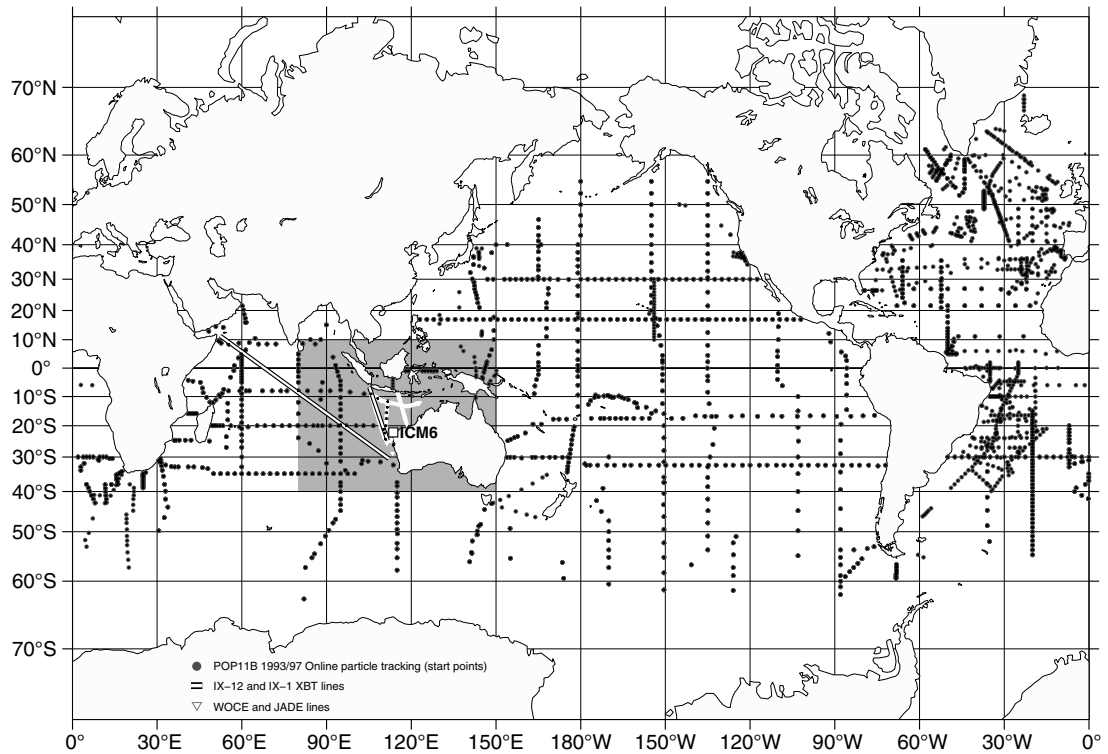 70°N
60°N
50°N
40°N
30°N
20°N
10°N
0°
10°S
20°S
ICM6
30°S
40°S
50°S
60°S
70°S
POP11B 1993/97 Online particle tracking (start points)
IX−12 and IX−1 XBT lines
WOCE and JADE lines
0° 30°E 60°E 90°E 120°E 150°E 180°W 150°W 120°W 90°W 60°W 30°W 0°